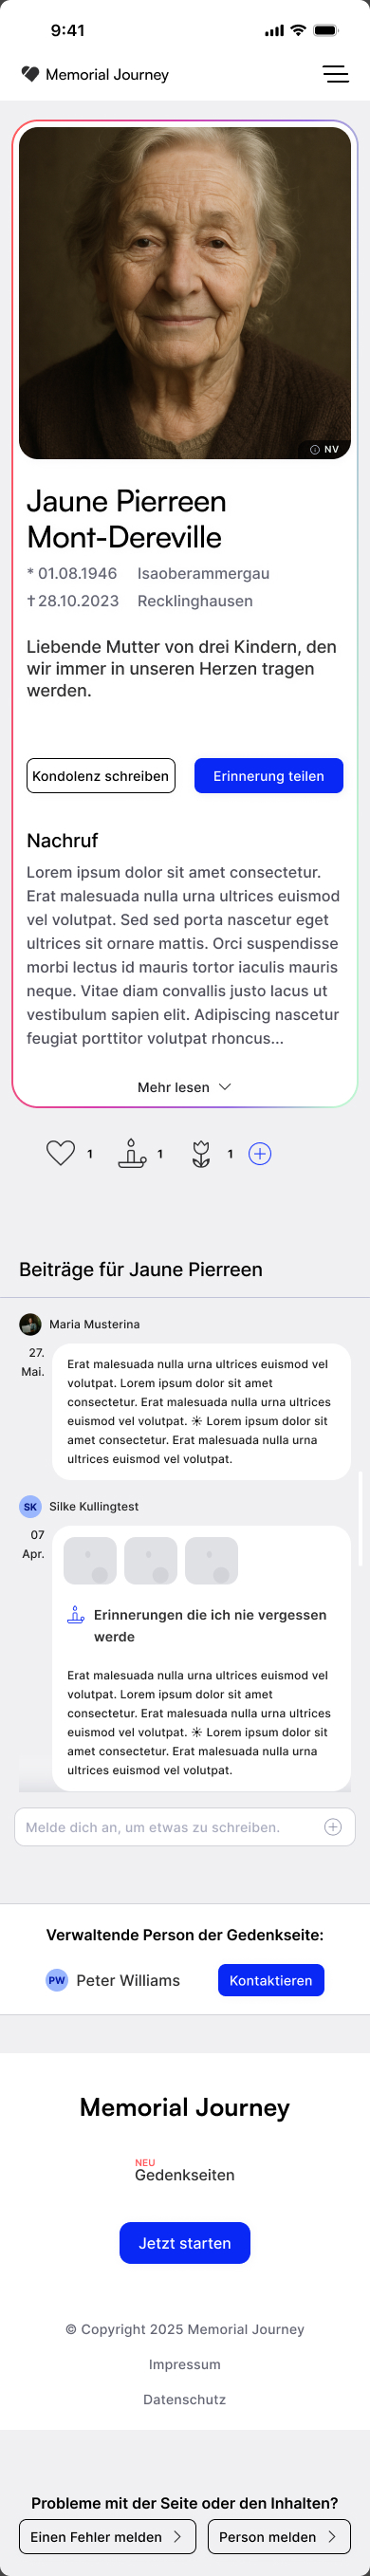 9:41
Memorial Journey
NV
Jaune Pierreen
Mont-Dereville
* 01.08.1946 Isaoberammergau
† 28.10.2023 Recklinghausen
Liebende Mutter von drei Kindern, den
wir immer in unseren Herzen tragen
werden.
Kondolenz schreiben Erinnerung teilen
Nachruf
Lorem ipsum dolor sit amet consectetur.
Erat malesuada nulla urna ultrices euismod
vel volutpat. Sed sed porta nascetur eget
ultrices sit ornare mattis. Orci suspendisse
morbi lectus id mauris tortor iaculis mauris
neque. Vitae diam convallis justo lacus ut
vestibulum sapien elit. Adipiscing nascetur
feugiat porttitor volutpat rhoncus...
Mehr lesen
1 1 1
Beiträge für Jaune Pierreen
Maria Musterina
27.
Mai.
Erat malesuada nulla urna ultrices euismod vel
volutpat. Lorem ipsum dolor sit amet
consectetur. Erat malesuada nulla urna ultrices
euismod vel volutpat. ☀ Lorem ipsum dolor sit
amet consectetur. Erat malesuada nulla urna
ultrices euismod vel volutpat.
SK Silke Kullingtest
07
Apr.
Erinnerungen die ich nie vergessen
werde
Erat malesuada nulla urna ultrices euismod vel
volutpat. Lorem ipsum dolor sit amet
consectetur. Erat malesuada nulla urna ultrices
euismod vel volutpat. ☀ Lorem ipsum dolor sit
amet consectetur. Erat malesuada nulla urna
ultrices euismod vel volutpat.
Melde dich an, um etwas zu schreiben.
Verwaltende Person der Gedenkseite:
PW Peter Williams Kontaktieren
Memorial Journey
NEU
Gedenkseiten
Jetzt starten
© Copyright 2025 Memorial Journey
Impressum
Datenschutz
Probleme mit der Seite oder den Inhalten?
Einen Fehler melden Person melden